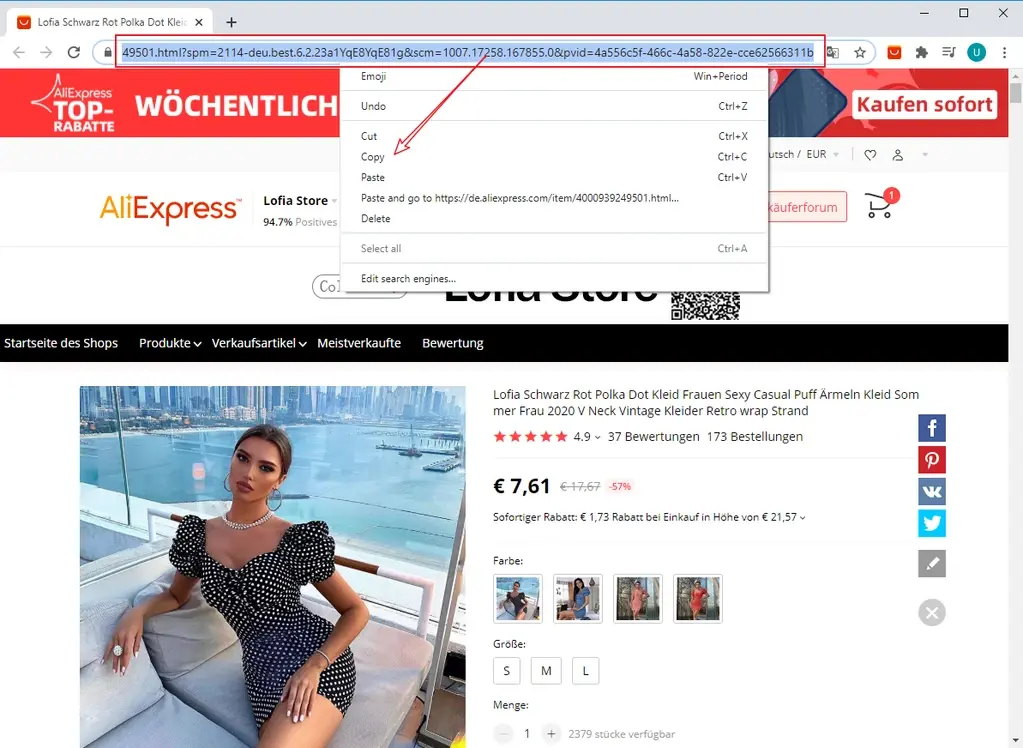 Lofia Schwarz Rot Polka Dot Klei
49501.html?spm=2114-deu.best.6.2.23a1YqE8YqE81g&scm=1007.17258.167855.0&pvid=4a556c5f-466c-4a58-822e-cce62566311b
U
Emoji Win+Period
Undo Ctrl+Z
Cut Ctrl+X
Copy Ctrl+C
Paste Ctrl+V
Paste and go to https://de.aliexpress.com/item/4000939249501.html...
Delete
Select all Ctrl+A
Edit search engines...
AliExpress
TOP-
RABATTE
WÖCHENTLICH
Kaufen sofort
utsch / EUR
AliExpress™
Lofia Store
94.7% Positives
käuferforum
1
Col
Lofia Store
Startseite des Shops Produkte Verkaufsartikel Meistverkaufte Bewertung
Lofia Schwarz Rot Polka Dot Kleid Frauen Sexy Casual Puff Ärmeln Kleid Som
mer Frau 2020 V Neck Vintage Kleider Retro wrap Strand
4.9 37 Bewertungen 173 Bestellungen
€ 7,61 € 17,67 -57%
Sofortiger Rabatt: € 1,73 Rabatt bei Einkauf in Höhe von € 21,57
Farbe:
Größe:
S M L
Menge:
1 2379 stücke verfügbar